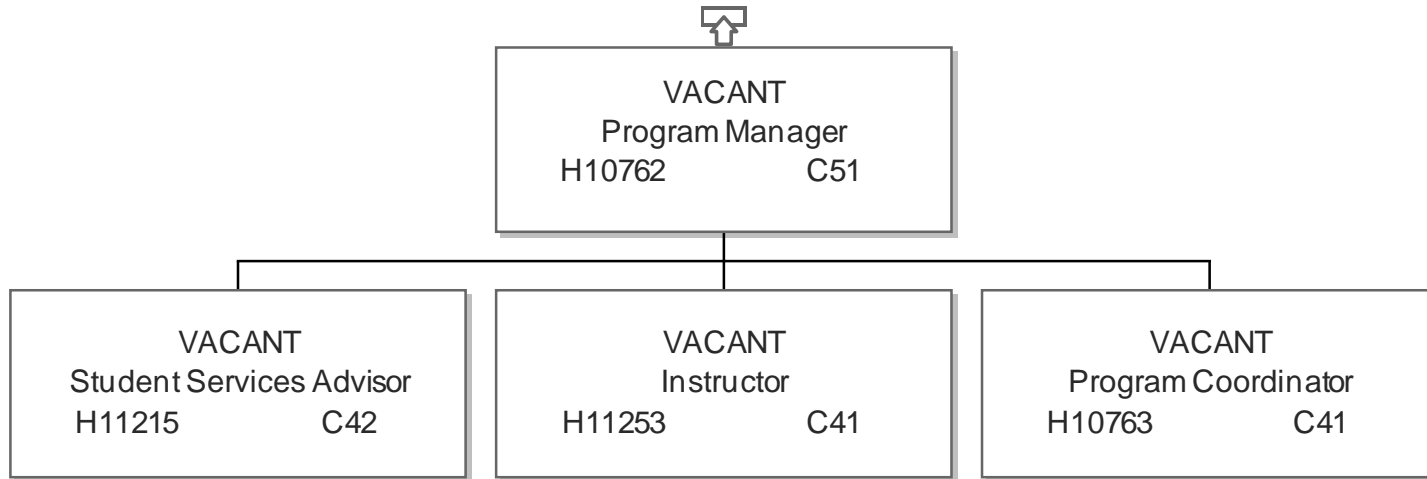 VACANT
Program Manager
H10762 C51
VACANT
Student Services Advisor
H11215 C42
VACANT
Instructor
H11253 C41
VACANT
Program Coordinator
H10763 C41